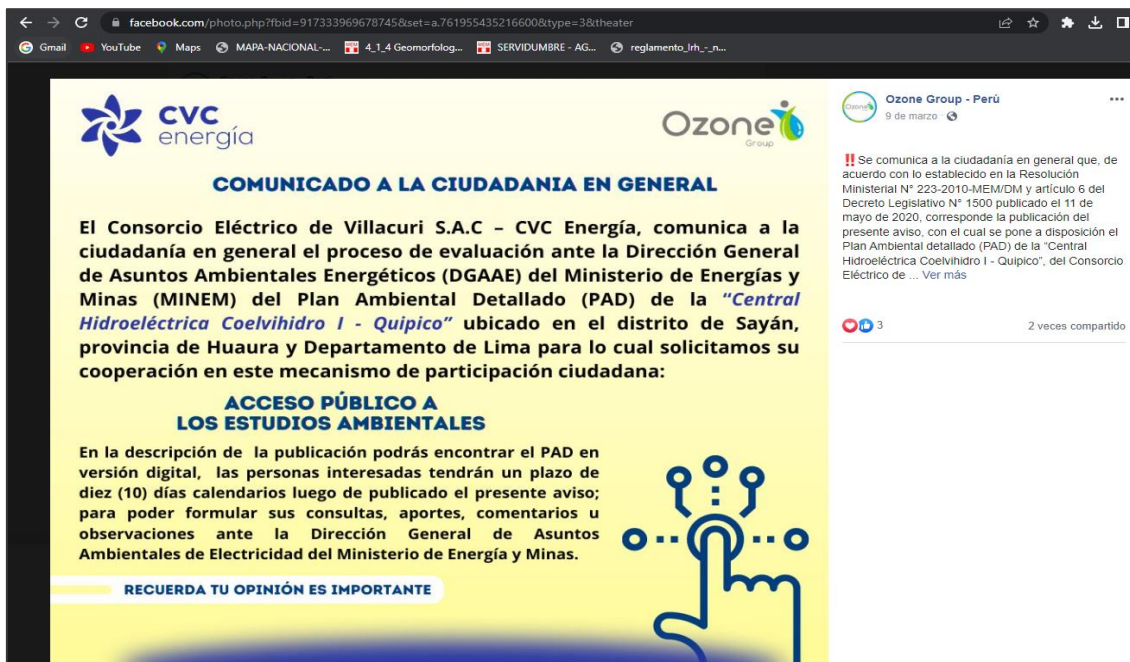 facebook.com/photo.php?fbid=917333969678745&set=a.761955435216600&type=3&theater
Gmail YouTube Maps MAPA-NACIONAL-... 4_1_4 Geomorfolog... SERVIDUMBRE - AG... reglamento_lrh_-_n...
CVC
energía
Ozone
Group
COMUNICADO A LA CIUDADANIA EN GENERAL
El Consorcio Eléctrico de Villacuri S.A.C – CVC Energía, comunica a la
ciudadanía en general el proceso de evaluación ante la Dirección General
de Asuntos Ambientales Energéticos (DGAAE) del Ministerio de Energías y
Minas (MINEM) del Plan Ambiental Detallado (PAD) de la “Central
Hidroeléctrica Coelvihidro I - Quipico” ubicado en el distrito de Sayán,
provincia de Huaura y Departamento de Lima para lo cual solicitamos su
cooperación en este mecanismo de participación ciudadana:
ACCESO PÚBLICO A
LOS ESTUDIOS AMBIENTALES
En la descripción de la publicación podrás encontrar el PAD en
versión digital, las personas interesadas tendrán un plazo de
diez (10) días calendarios luego de publicado el presente aviso;
para poder formular sus consultas, aportes, comentarios u
observaciones ante la Dirección General de Asuntos
Ambientales de Electricidad del Ministerio de Energía y Minas.
RECUERDA TU OPINIÓN ES IMPORTANTE
Ozone Group - Perú
9 de marzo ·
‼️Se comunica a la ciudadanía en general que, de
acuerdo con lo establecido en la Resolución
Ministerial N° 223-2010-MEM/DM y artículo 6 del
Decreto Legislativo N° 1500 publicado el 11 de
mayo de 2020, corresponde la publicación del
presente aviso, con el cual se pone a disposición el
Plan Ambiental detallado (PAD) de la “Central
Hidroeléctrica Coelvihidro I - Quipico”, del Consorcio
Eléctrico de ... Ver más
3
2 veces compartido